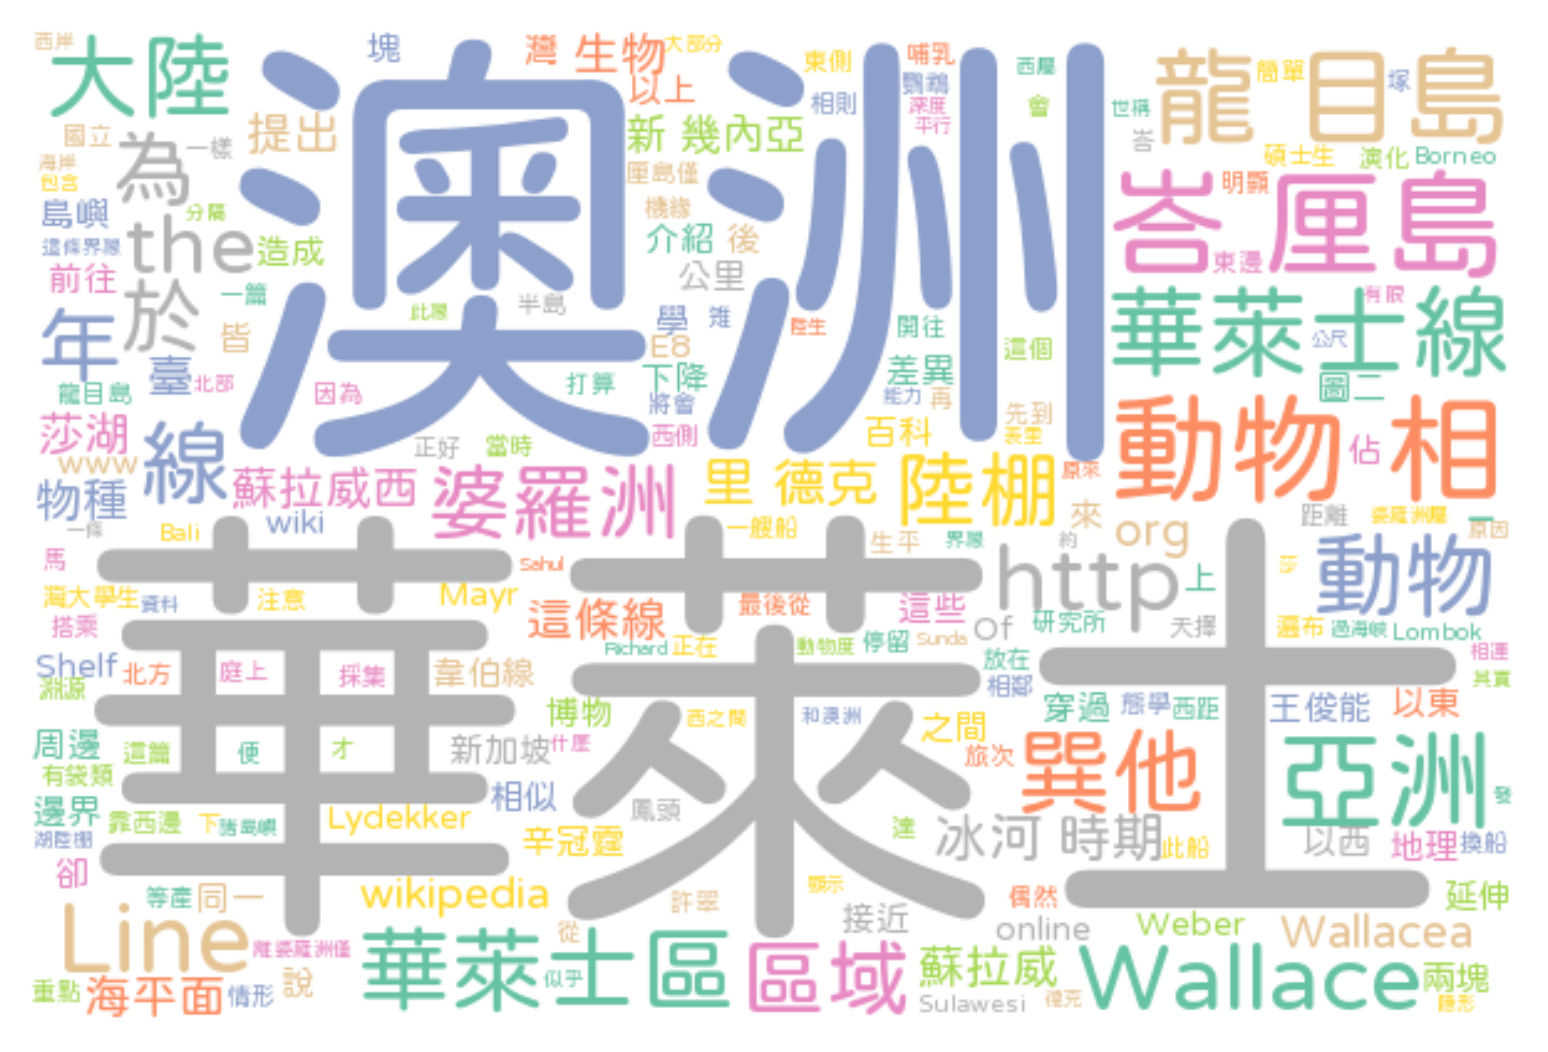 西岸
大陸
塊
灣 生物
大部分
以上
東側
哺乳
鸚鵡
相則
深度
平行
西屬
會
世稱
峇
龍目島
簡單
塚
碩士生
演化
Borneo
國立
為
一樣
提出
澳洲
新 幾內亞
海岸
包含
島嶼
分隔
這條界線
the
造成
前往
於
一篇
年
皆
臺
北部
龍目島
因為
此線
半島
打算
厘島僅
機緣
介紹
後
公里
學
雉
E8
下降
將會
陸生
開往
這個
差異
能力
再
先到
明顯
峇 厘島
東邊
有限
華萊士線
公尺
圖二
莎湖
www
線
物種
一條
蘇拉威西
正好
當時
西側
百科
表里
婆羅洲
里 德克
陸棚
原來
動物 相
佔
來
距離
婆羅洲屬
原因
Bali
wiki
一艘船
生平
界線
約
org
馬
Sahul
http
上
動物
灣大學生
資料
注意
Mayr
這條線
最後從
這些
Of
研究所
天擇
遍布
過海峽
Lombok
搭乘
華萊士
Richard
正在
動物度
停留
Sunda
放在
相鄰
相連
其實
Shelf
淵源
北方
庭上
採集
韋伯線
博物
西之間
和澳洲
之間
穿過
態學
西距
王俊能
以東
周邊
有袋類
這篇
便
才
新加坡
什麼
旅次
巽他
亞洲
邊界
湖陸棚
靠西邊
下
諸島嶼
Lydekker
相似
鳳頭
辛冠霆
達
冰河 時期
此船
以西
地理
換船
發
卻
等產
同一
wikipedia
許翠
顯示
接近
偶然
online
Weber
Wallacea
延伸
Line
離婆羅洲僅
華萊士區
從
似乎
區域
蘇拉威
Sulawesi
德克
Wallace
兩塊
隱形
重點
海平面
情形
說